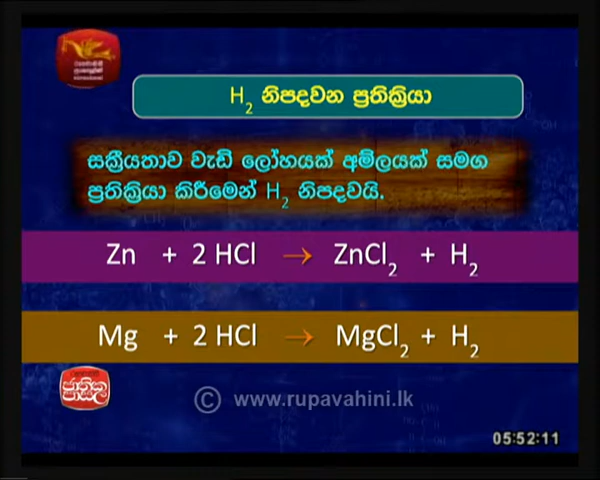 H2 නිපදවන ප්‍රතික්‍රියා
සක්‍රීයතාව වැඩි ලෝහයක් අම්ලයක් සමග
ප්‍රතික්‍රියා කිරීමෙන් H2 නිපදවයි.
Zn + 2 HCl → ZnCl2 + H2
Mg + 2 HCl → MgCl2 + H2
ජාතික
පාසල
© www.rupavahini.lk
05:52:11